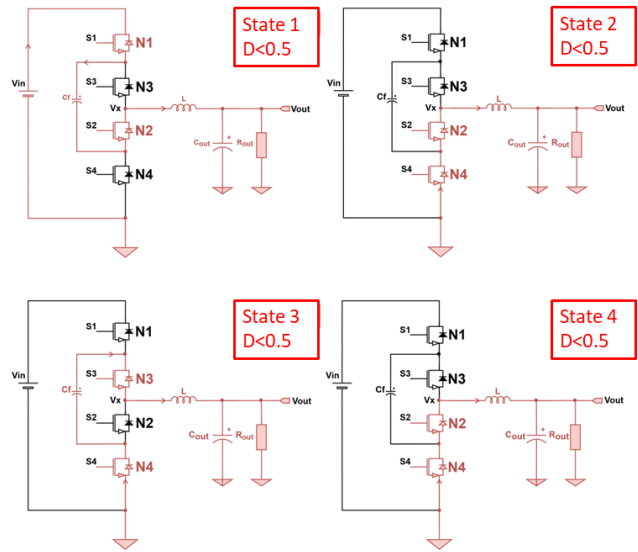 State 1
D<0.5
S1
N1
S3
N3
Vin
Cf
Vx
L
Vout
S2
N2
Cout
+
Rout
S4
N4
State 2
D<0.5
S1
N1
S3
N3
Vin
Cf
Vx
L
Vout
S2
N2
Cout
+
Rout
S4
N4
State 3
D<0.5
S1
N1
Vin
Cf
S3
N3
Vx
L
Vout
S2
N2
Cout
+
Rout
S4
N4
State 4
D<0.5
S1
N1
Vin
Cf
S3
N3
Vx
L
Vout
S2
N2
Cout
+
Rout
S4
N4